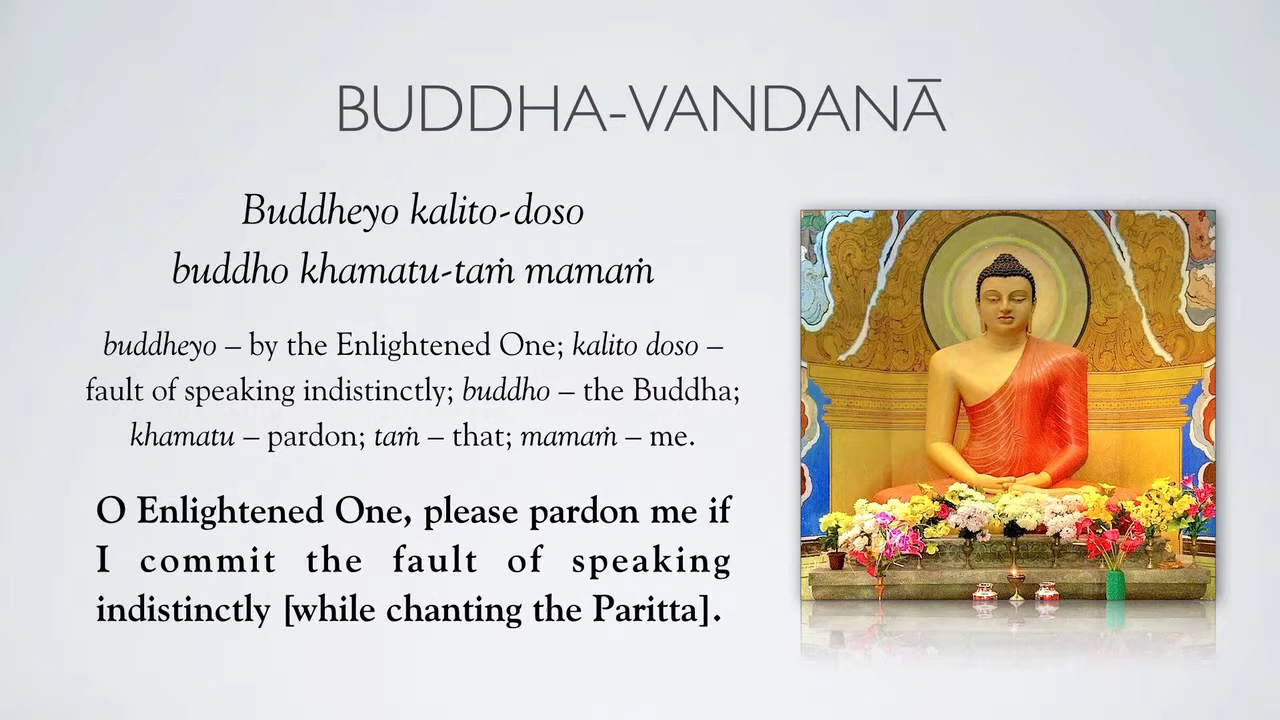 BUDDHA-VANDANĀ
Buddheyo kalito-doso
buddho khamatu-taṁ mamaṁ
buddheyo – by the Enlightened One; kalito doso –
fault of speaking indistinctly; buddho – the Buddha;
khamatu – pardon; taṁ – that; mamaṁ – me.
O Enlightened One, please pardon me if
I commit the fault of speaking
indistinctly [while chanting the Paritta].